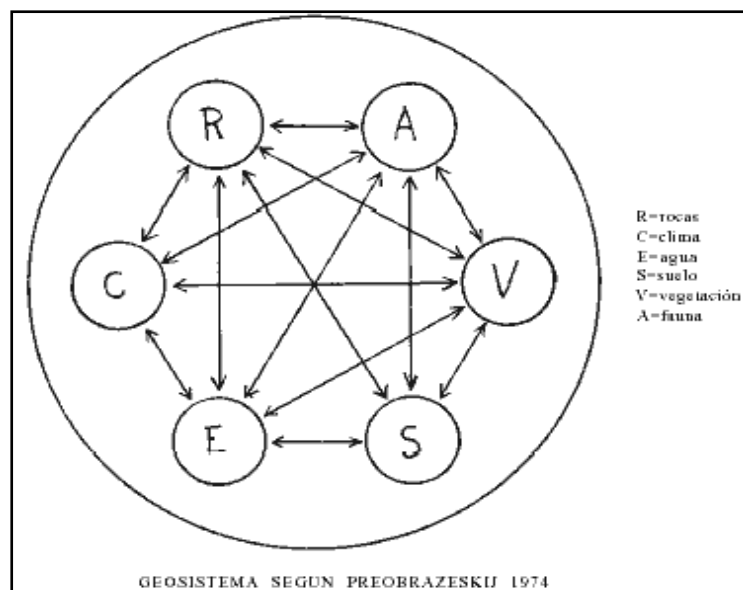 R A
C V
E S
R=rocas
C=clima
E=agua
S=suelo
V=vegetación
A=fauna
GEOSISTEMA SEGUN PREOBRAZESKIJ 1974